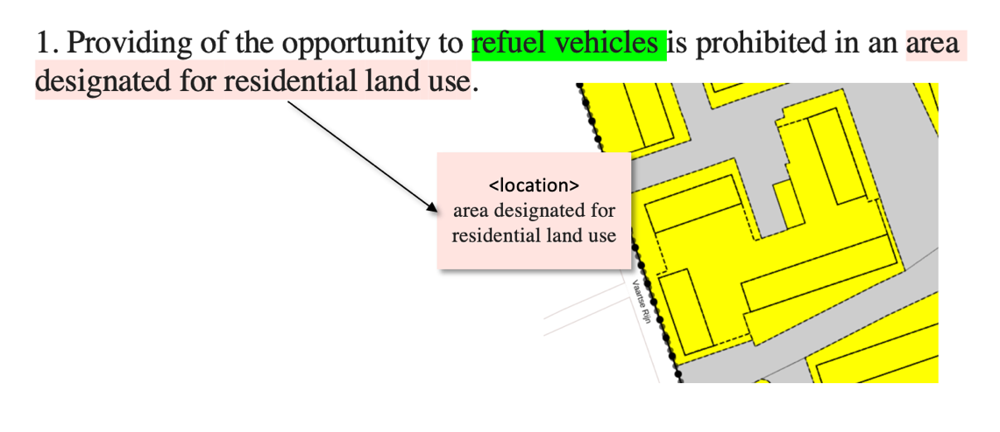 1. Providing of the opportunity to refuel vehicles is prohibited in an area
designated for residential land use.
<location>
area designated for
residential land use
Vaartse Rijn